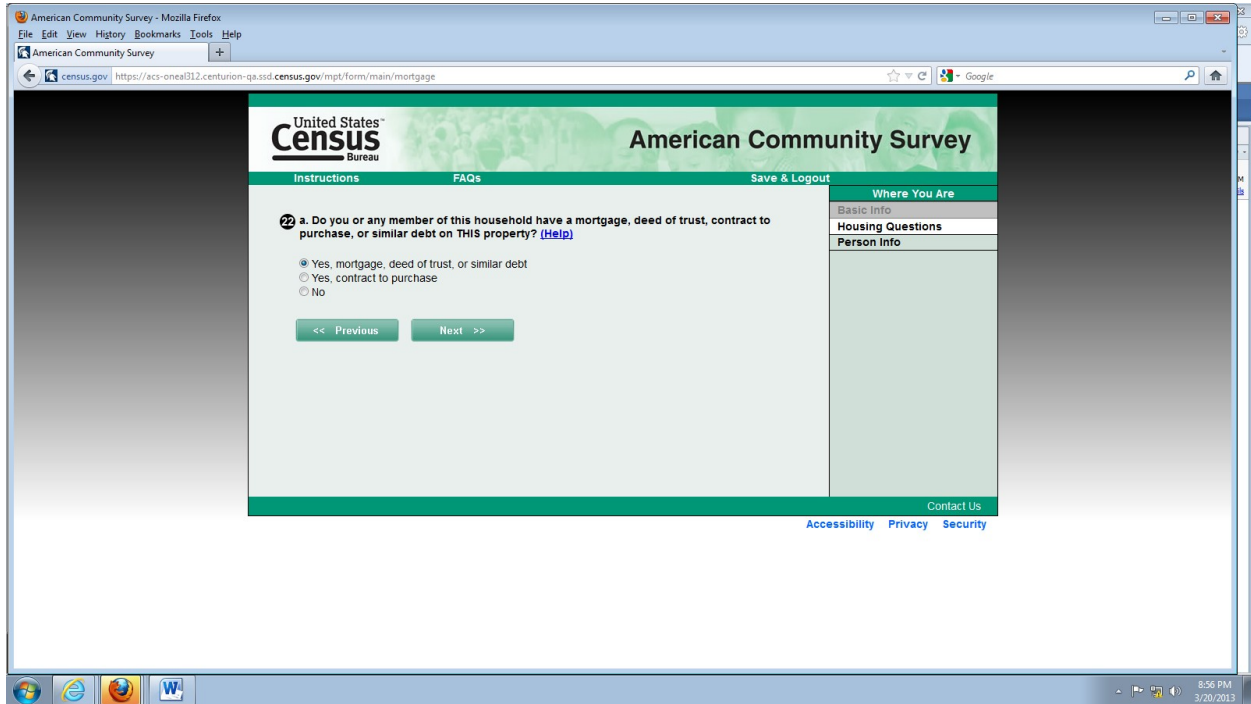 American Community Survey - Mozilla Firefox
File Edit View History Bookmarks Tools Help
American Community Survey
census.gov https://acs-oneal312.centurion-qa.ssd.census.gov/mpt/form/main/mortgage
Google
United States™
Census
Bureau
American Community Survey
Instructions FAQs Save & Logout
Where You Are
Basic Info
Housing Questions
Person Info
22 a. Do you or any member of this household have a mortgage, deed of trust, contract to
purchase, or similar debt on THIS property? (Help)
Yes, mortgage, deed of trust, or similar debt
Yes, contract to purchase
No
<< Previous Next >>
Contact Us
Accessibility Privacy Security
8:56 PM
3/20/2013